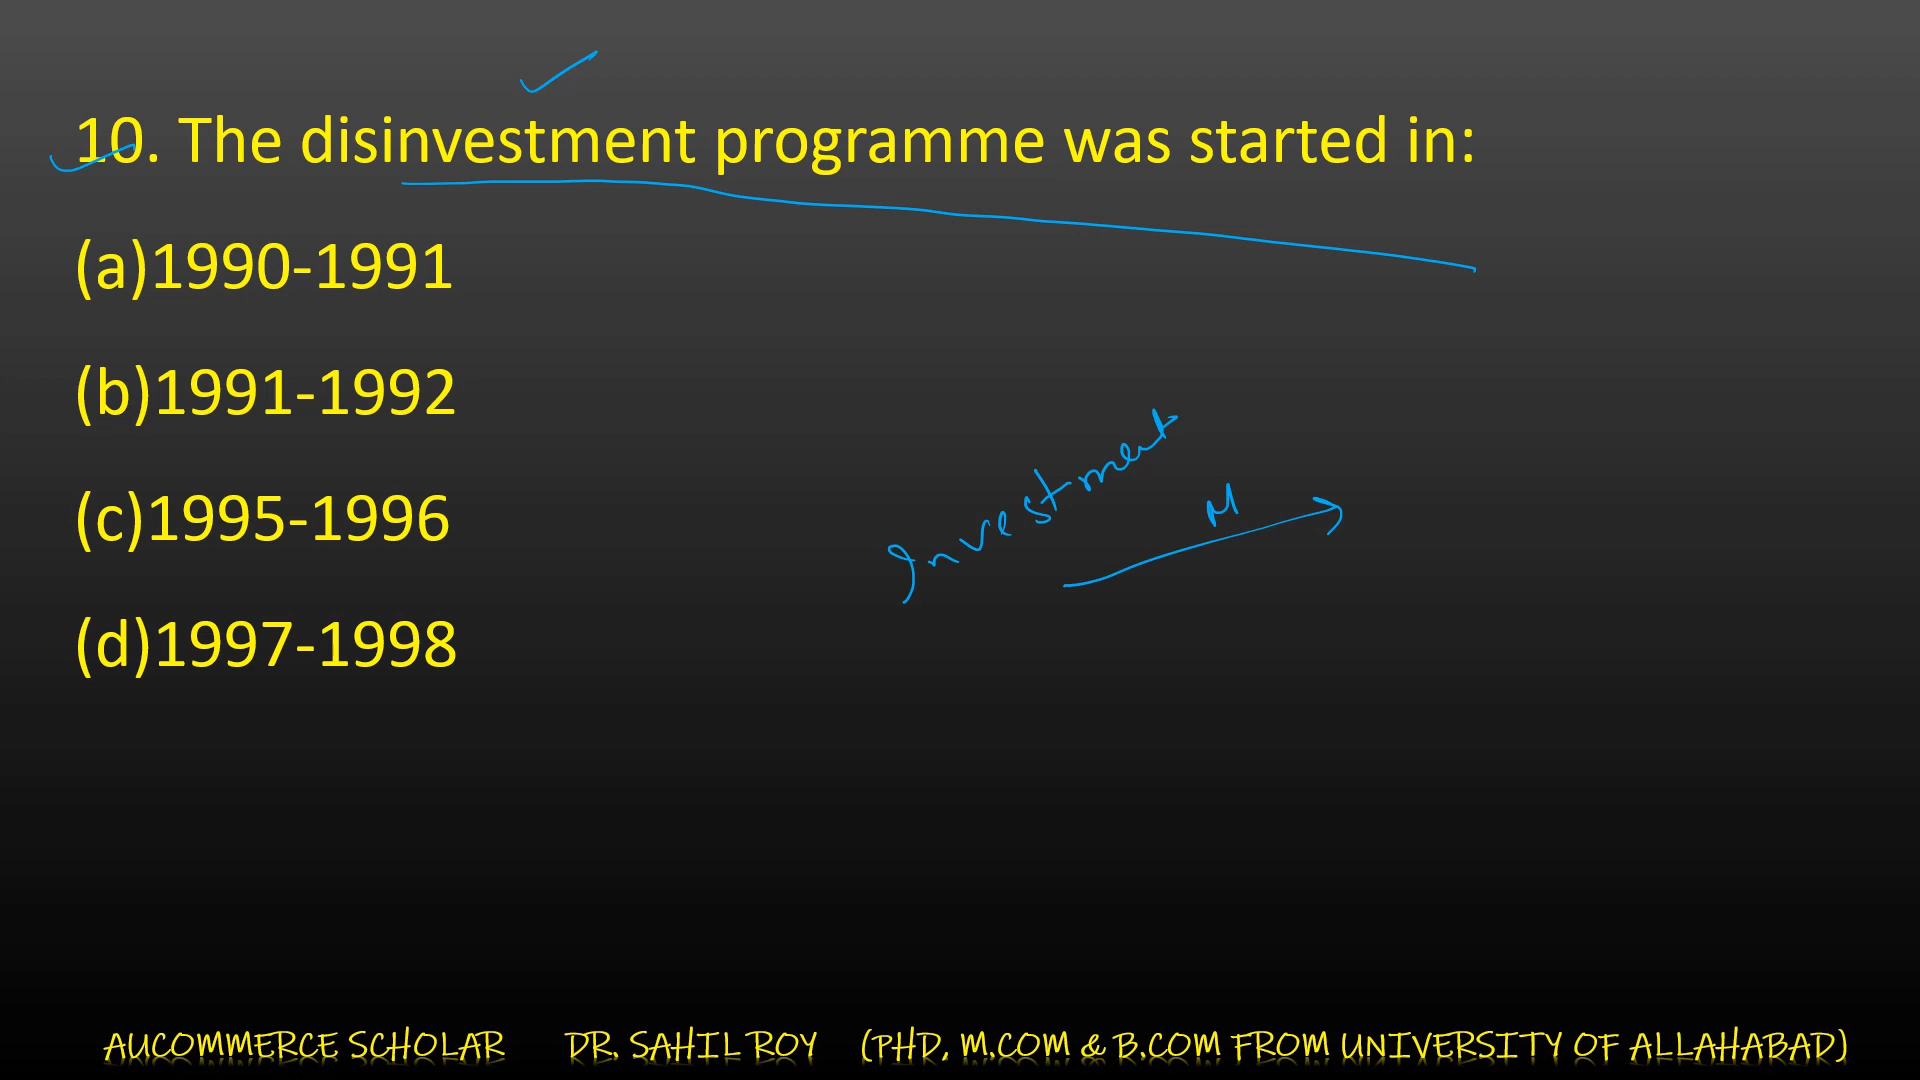 10. The disinvestment programme was started in:
(a)1990-1991
(b)1991-1992
(c)1995-1996
(d)1997-1998
Investment
M
AUCOMMERCE SCHOLAR DR. SAHIL ROY (PHD, M.COM & B.COM FROM UNIVERSITY OF ALLAHABAD)